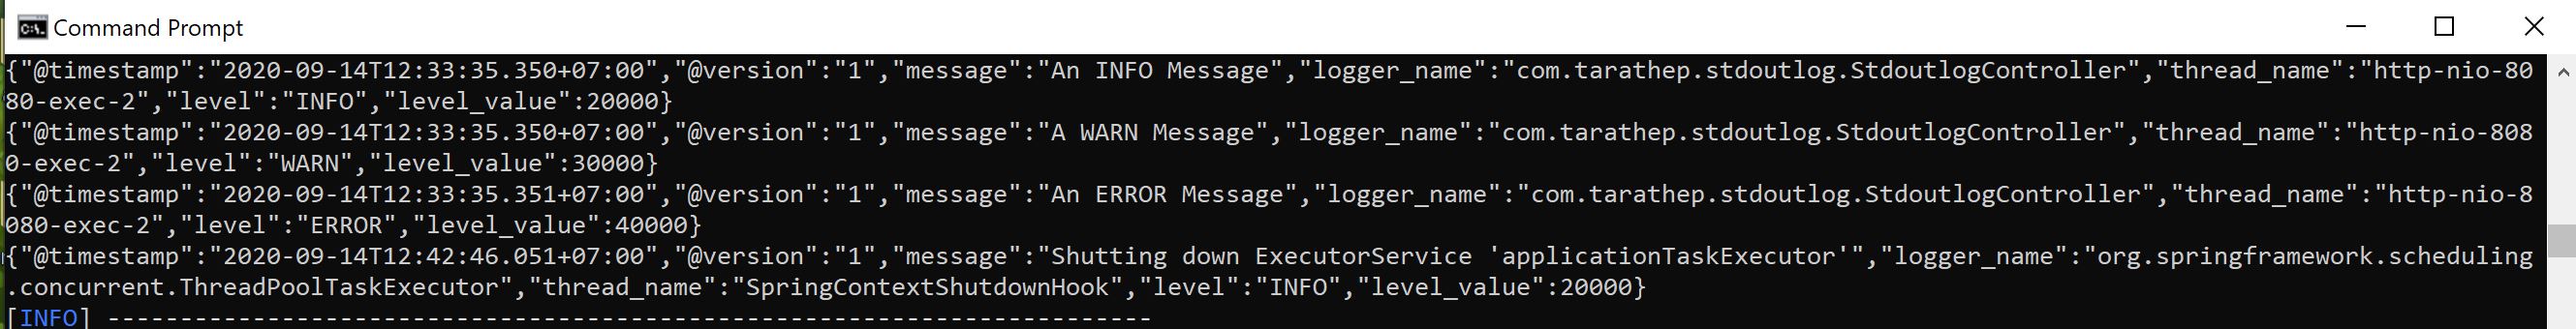 Command Prompt
{"@timestamp":"2020-09-14T12:33:35.350+07:00","@version":"1","message":"An INFO Message","logger_name":"com.tarathep.stdoutlog.StdoutlogController","thread_name":"http-nio-80
80-exec-2","level":"INFO","level_value":20000}
{"@timestamp":"2020-09-14T12:33:35.350+07:00","@version":"1","message":"A WARN Message","logger_name":"com.tarathep.stdoutlog.StdoutlogController","thread_name":"http-nio-808
0-exec-2","level":"WARN","level_value":30000}
{"@timestamp":"2020-09-14T12:33:35.351+07:00","@version":"1","message":"An ERROR Message","logger_name":"com.tarathep.stdoutlog.StdoutlogController","thread_name":"http-nio-8
080-exec-2","level":"ERROR","level_value":40000}
{"@timestamp":"2020-09-14T12:42:46.051+07:00","@version":"1","message":"Shutting down ExecutorService 'applicationTaskExecutor'","logger_name":"org.springframework.scheduling
.concurrent.ThreadPoolTaskExecutor","thread_name":"SpringContextShutdownHook","level":"INFO","level_value":20000}
[INFO] ------------------------------------------------------------------------